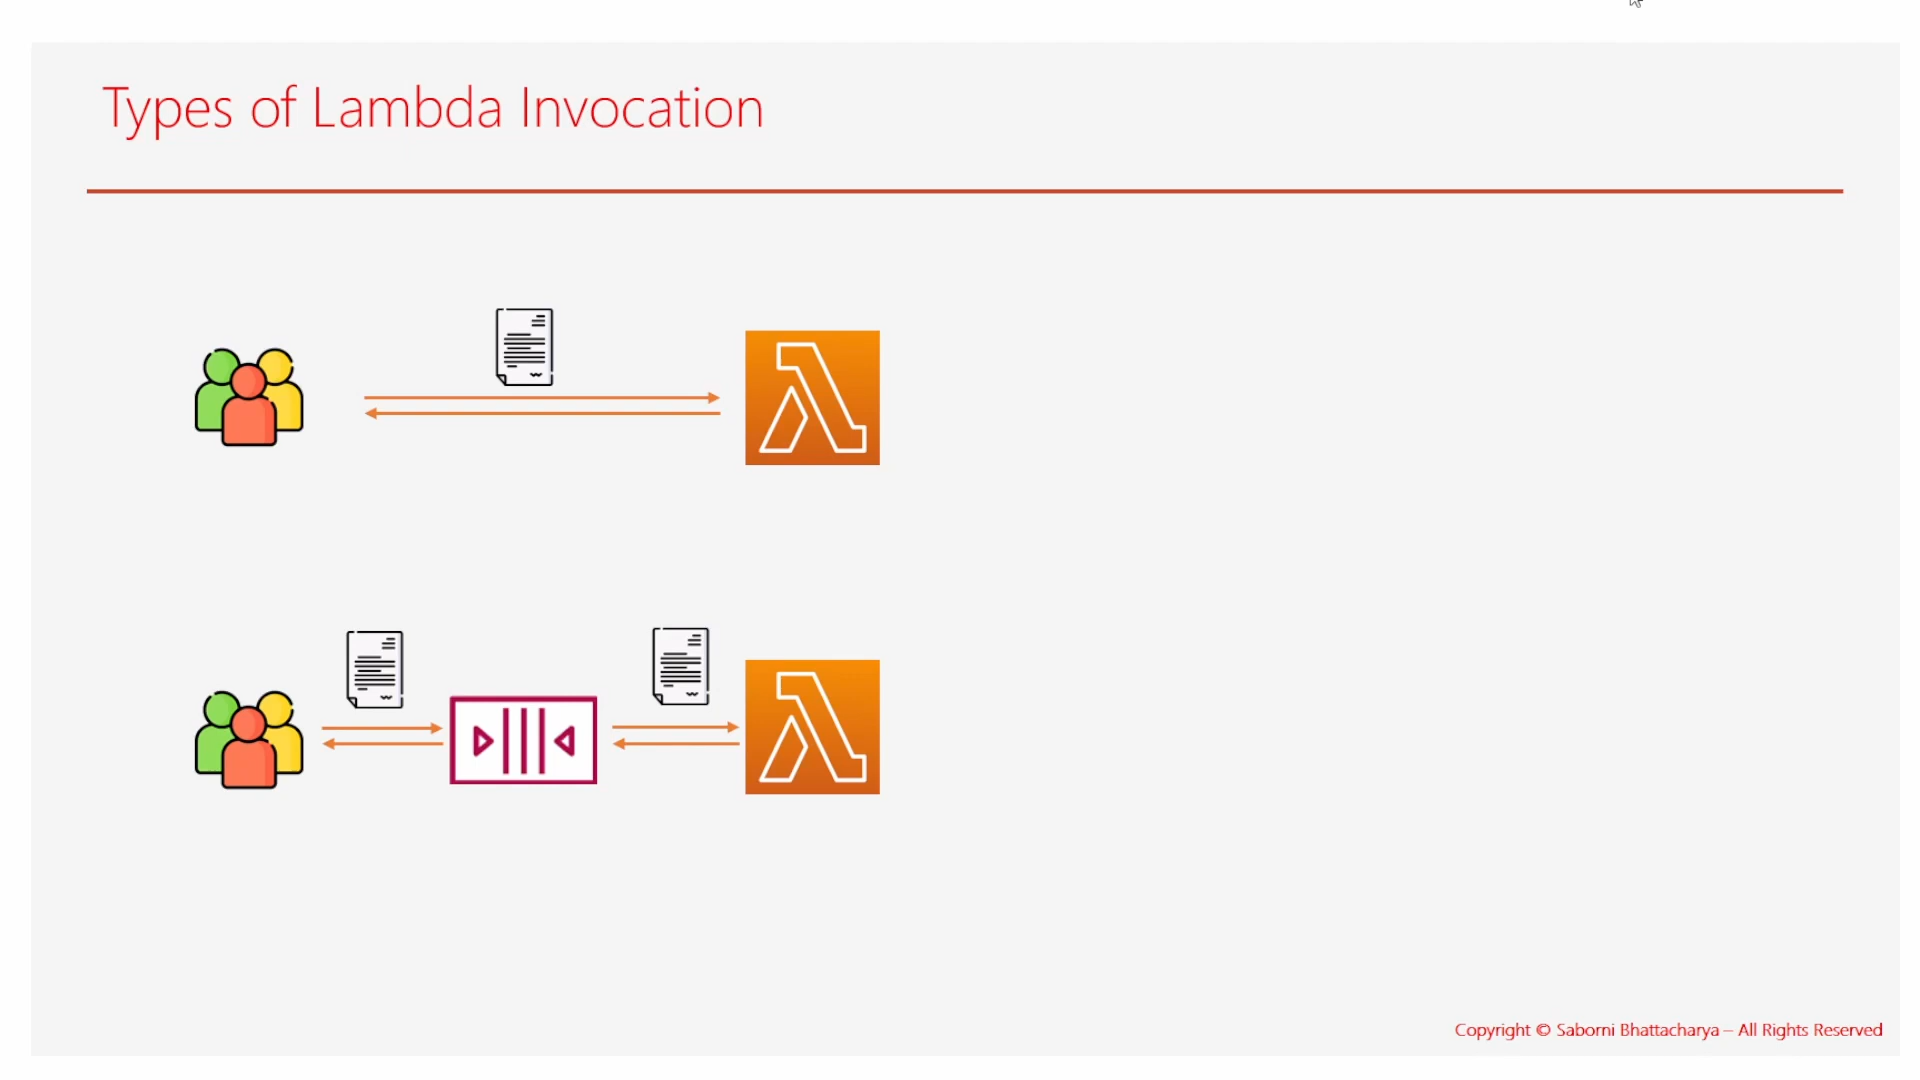 Types of Lambda Invocation
Copyright © Saborni Bhattacharya – All Rights Reserved